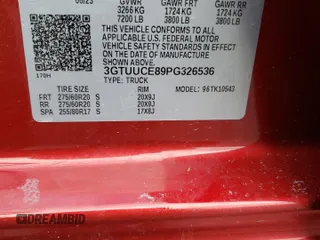 06/23 GVWR GAWR FRT GAWR RR
3266 KG 1724 KG 1724 KG
7200 LB 3800 LB 3800 LB
THIS VEHICLE CONFORMS TO ALL
APPLICABLE U.S. FEDERAL MOTOR
VEHICLE SAFETY STANDARDS IN EFFECT ON
THE DATE OF MANUFACTURE SHOWN ABOVE.
3GTUUCE89PG326536
TYPE: TRUCK
170H
TIRE SIZE RIM MODEL: 96TK10543
FRT 275/60R20 S 20X9J
RR 275/60R20 S 20X9J
SPA 255/80R17 S 17X8J
DREAMBID